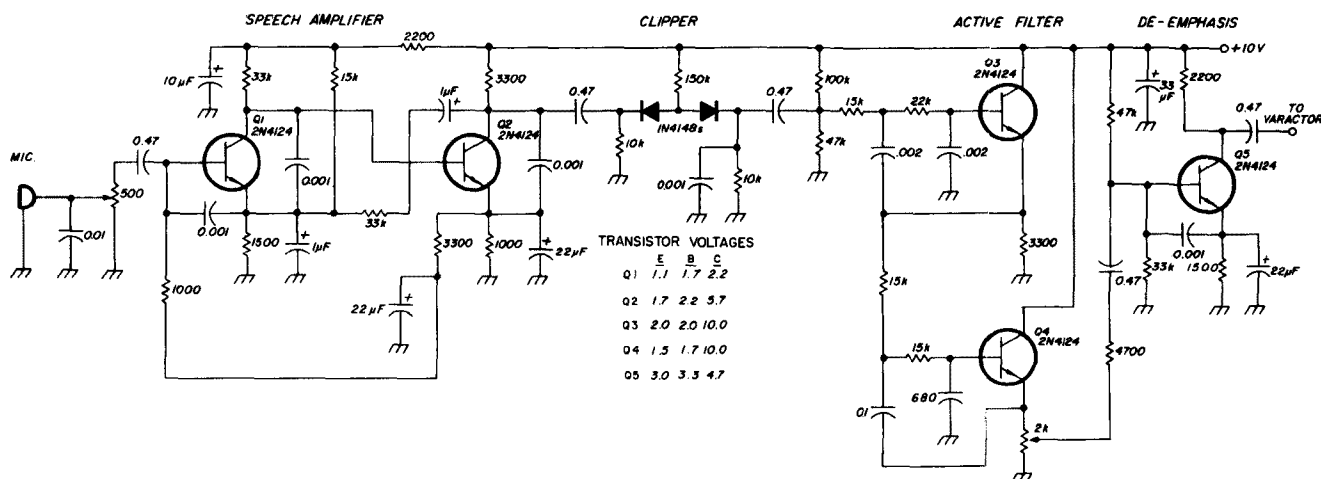 SPEECH AMPLIFIER
CLIPPER
ACTIVE FILTER
DE-EMPHASIS
2200
+10V
10µF
33k
15k
3300
1µF
0.47
150k
0.47
100k
Q3
2N4124
15k
22k
47k
33 µF
2200
0.47
TO VARACTOR
Q1
2N4124
Q2
2N4124
1N4148s
10k
47k
.002
.002
Q5
2N4124
MIC.
0.47
500
0.001
0.001
0.001
10k
0.01
0.001
33k
1500
1µF
3300
1000
22µF
3300
0.47
33k
0.001
1500
22µF
1000
22µF
15k
Q4
2N4124
15k
4700
680
2k
TRANSISTOR VOLTAGES
E B C
Q1 1.1 1.7 2.2
Q2 1.7 2.2 5.7
Q3 2.0 2.0 10.0
Q4 1.5 1.7 10.0
Q5 3.0 3.3 4.7